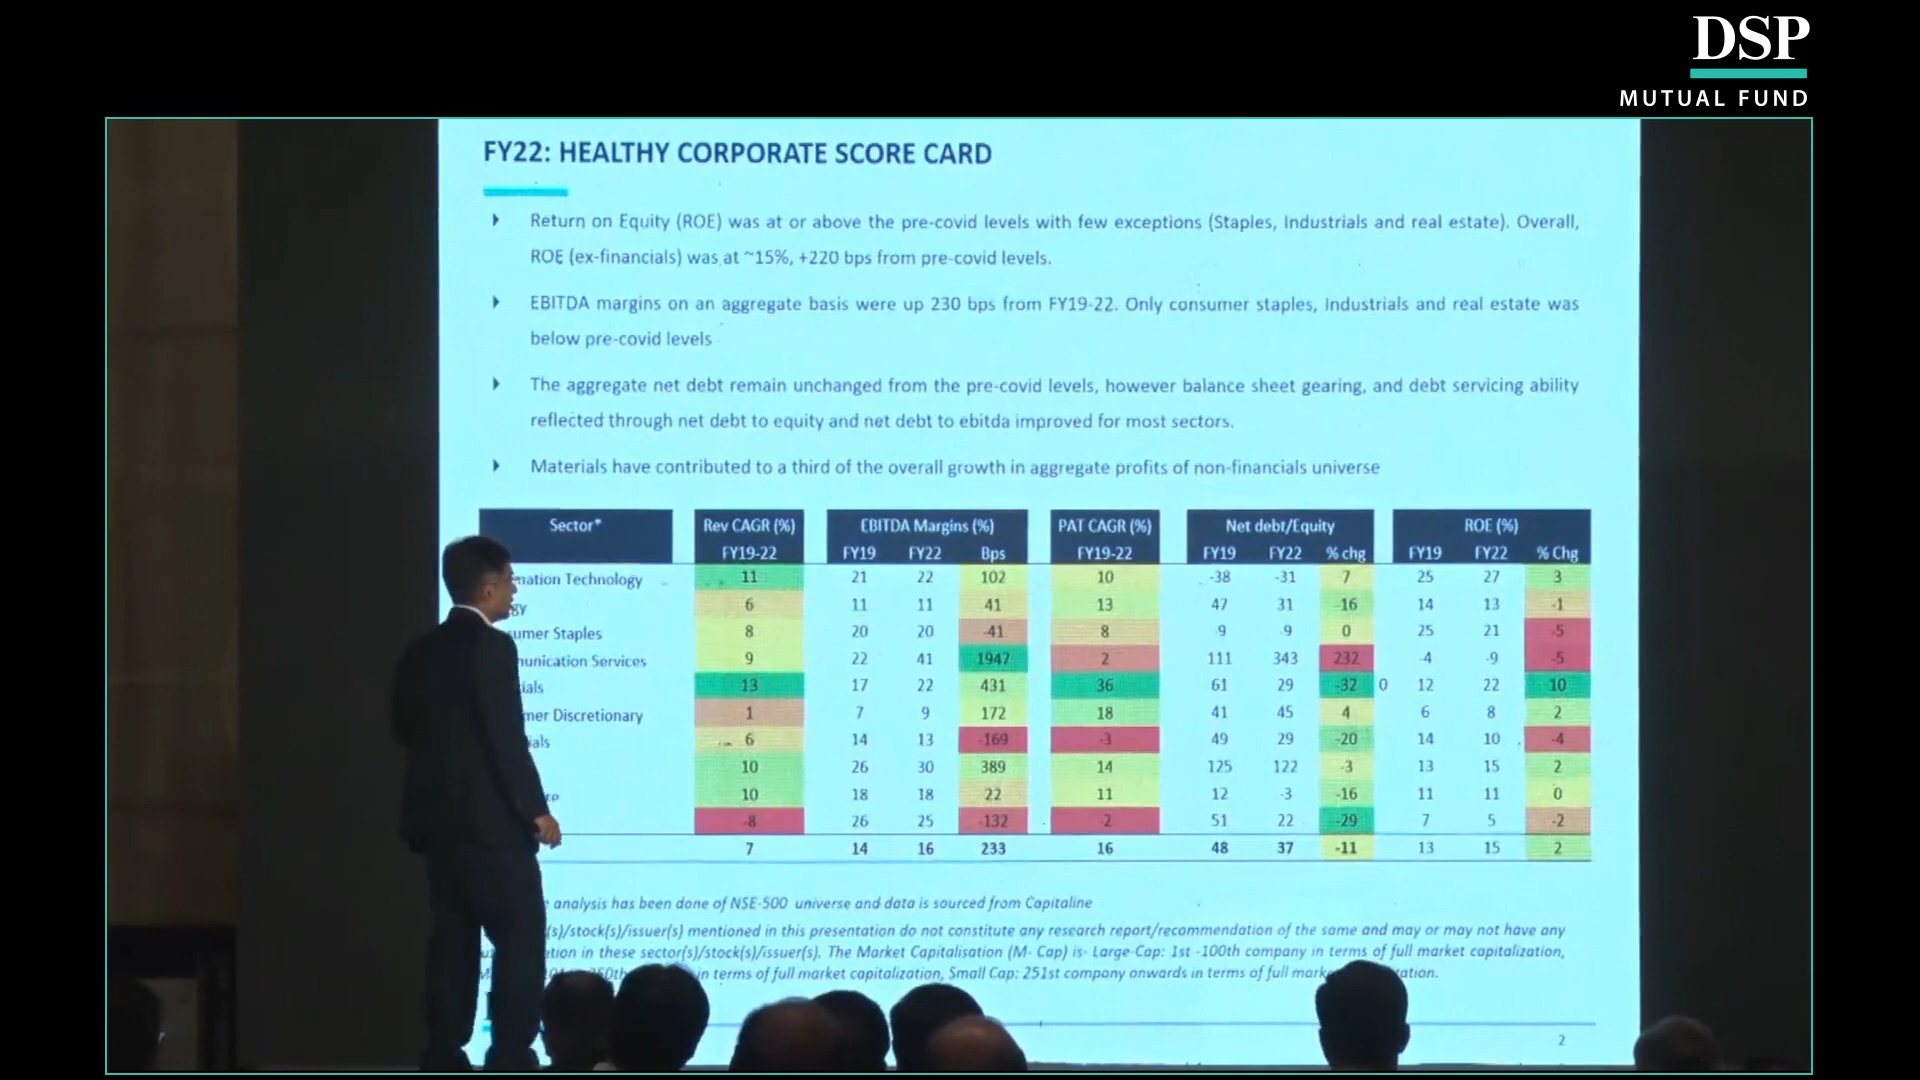 DSP
MUTUAL FUND
FY22: HEALTHY CORPORATE SCORE CARD
Return on Equity (ROE) was at or above the pre-covid levels with few exceptions (Staples, Industrials and real estate). Overall,
ROE (ex-financials) was at ~15%, +220 bps from pre-covid levels.
EBITDA margins on an aggregate basis were up 230 bps from FY19-22. Only consumer staples, Industrials and real estate was
below pre-covid levels
The aggregate net debt remain unchanged from the pre-covid levels, however balance sheet gearing, and debt servicing ability
reflected through net debt to equity and net debt to ebitda improved for most sectors.
Materials have contributed to a third of the overall growth in aggregate profits of non-financials universe
Sector* Rev CAGR (%) EBITDA Margins (%) PAT CAGR (%) Net debt/Equity ROE (%)
FY19-22 FY19 FY22 Bps FY19-22 FY19 FY22 % chg FY19 FY22 % Chg
mation Technology 11 21 22 102 10 -38 -31 7 25 27 3
gy 6 11 11 41 13 47 31 -16 14 13 -1
umer Staples 8 20 20 -41 8 -9 -9 0 25 21 -5
unication Services 9 22 41 1947 2 111 343 232 -4 -9 -5
ials 13 17 22 431 36 61 29 -32 0 12 22 10
mer Discretionary 1 7 9 172 18 41 45 4 6 8 2
ials 6 14 13 -169 -3 49 29 -20 14 10 -4
10 26 30 389 14 125 122 -3 13 15 2
10 18 18 22 11 12 -3 -16 11 11 0
-8 26 25 -132 -2 51 22 -29 7 5 -2
7 14 16 233 16 48 37 -11 13 15 2
analysis has been done of NSE-500 universe and data is sourced from Capitaline
(s)/stock(s)/issuer(s) mentioned in this presentation do not constitute any research report/recommendation of the same and may or may not have any
tion in these sector(s)/stock(s)/issuer(s). The Market Capitalisation (M- Cap) is- Large-Cap: 1st -100th company in terms of full market capitalization,
in terms of full market capitalization, Small Cap: 251st company onwards in terms of full
2